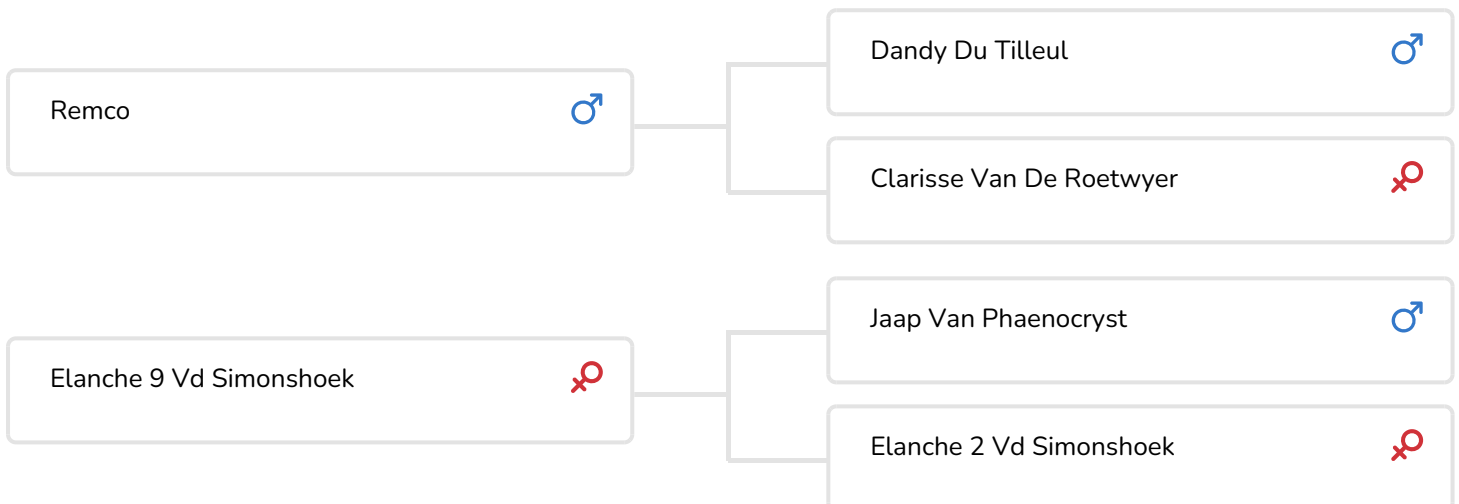 Dandy Du Tilleul
Remco
Clarisse Van De Roetwyer
Jaap Van Phaenocryst
Elanche 9 Vd Simonshoek
Elanche 2 Vd Simonshoek